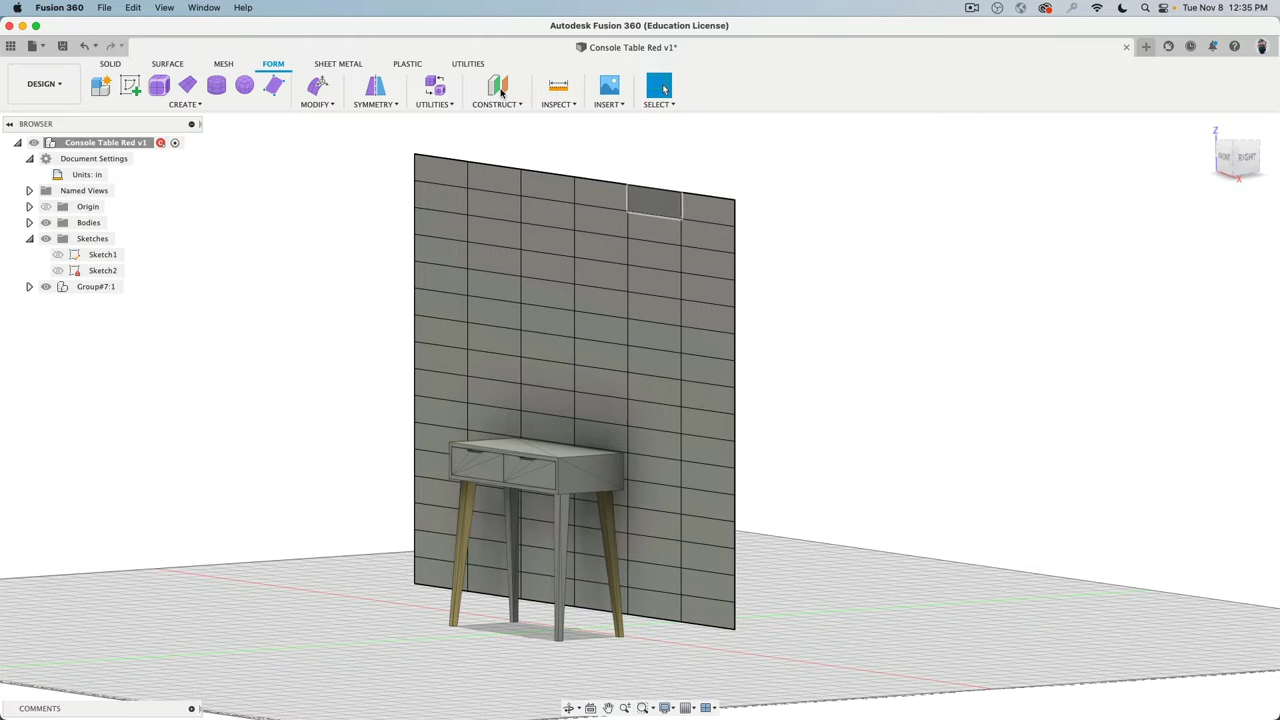 Fusion 360 File Edit View Window Help Tue Nov 8 12:35 PM
Autodesk Fusion 360 (Education License)
Console Table Red v1*
SOLID SURFACE MESH FORM SHEET METAL PLASTIC UTILITIES
DESIGN
CREATE MODIFY SYMMETRY UTILITIES CONSTRUCT INSPECT INSERT SELECT
BROWSER
Console Table Red v1
Document Settings
Units: in
Named Views
Origin
Bodies
Sketches
Sketch1
Sketch2
Group#7:1
Z
FRONT RIGHT
X
COMMENTS